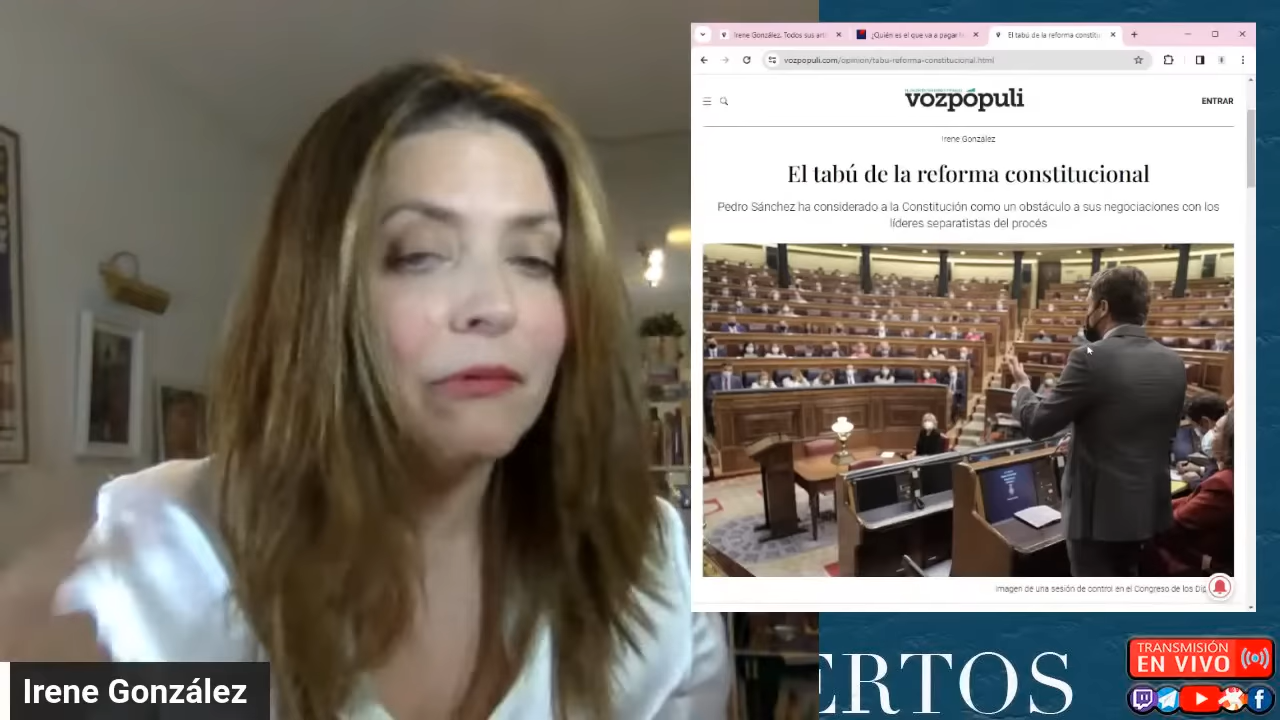 Irene González. Todos sus artí
¿Quién es el que va a pagar l
El tabú de la reforma constitu
vozpopuli.com/opinion/tabu-reforma-constitucional.html
vozpópuli
ENTRAR
Irene González
El tabú de la reforma constitucional
Pedro Sánchez ha considerado a la Constitución como un obstáculo a sus negociaciones con los
líderes separatistas del procés
Imagen de una sesión de control en el Congreso de los Dip
Irene González
ERTOS
TRANSMISIÓN
EN VIVO